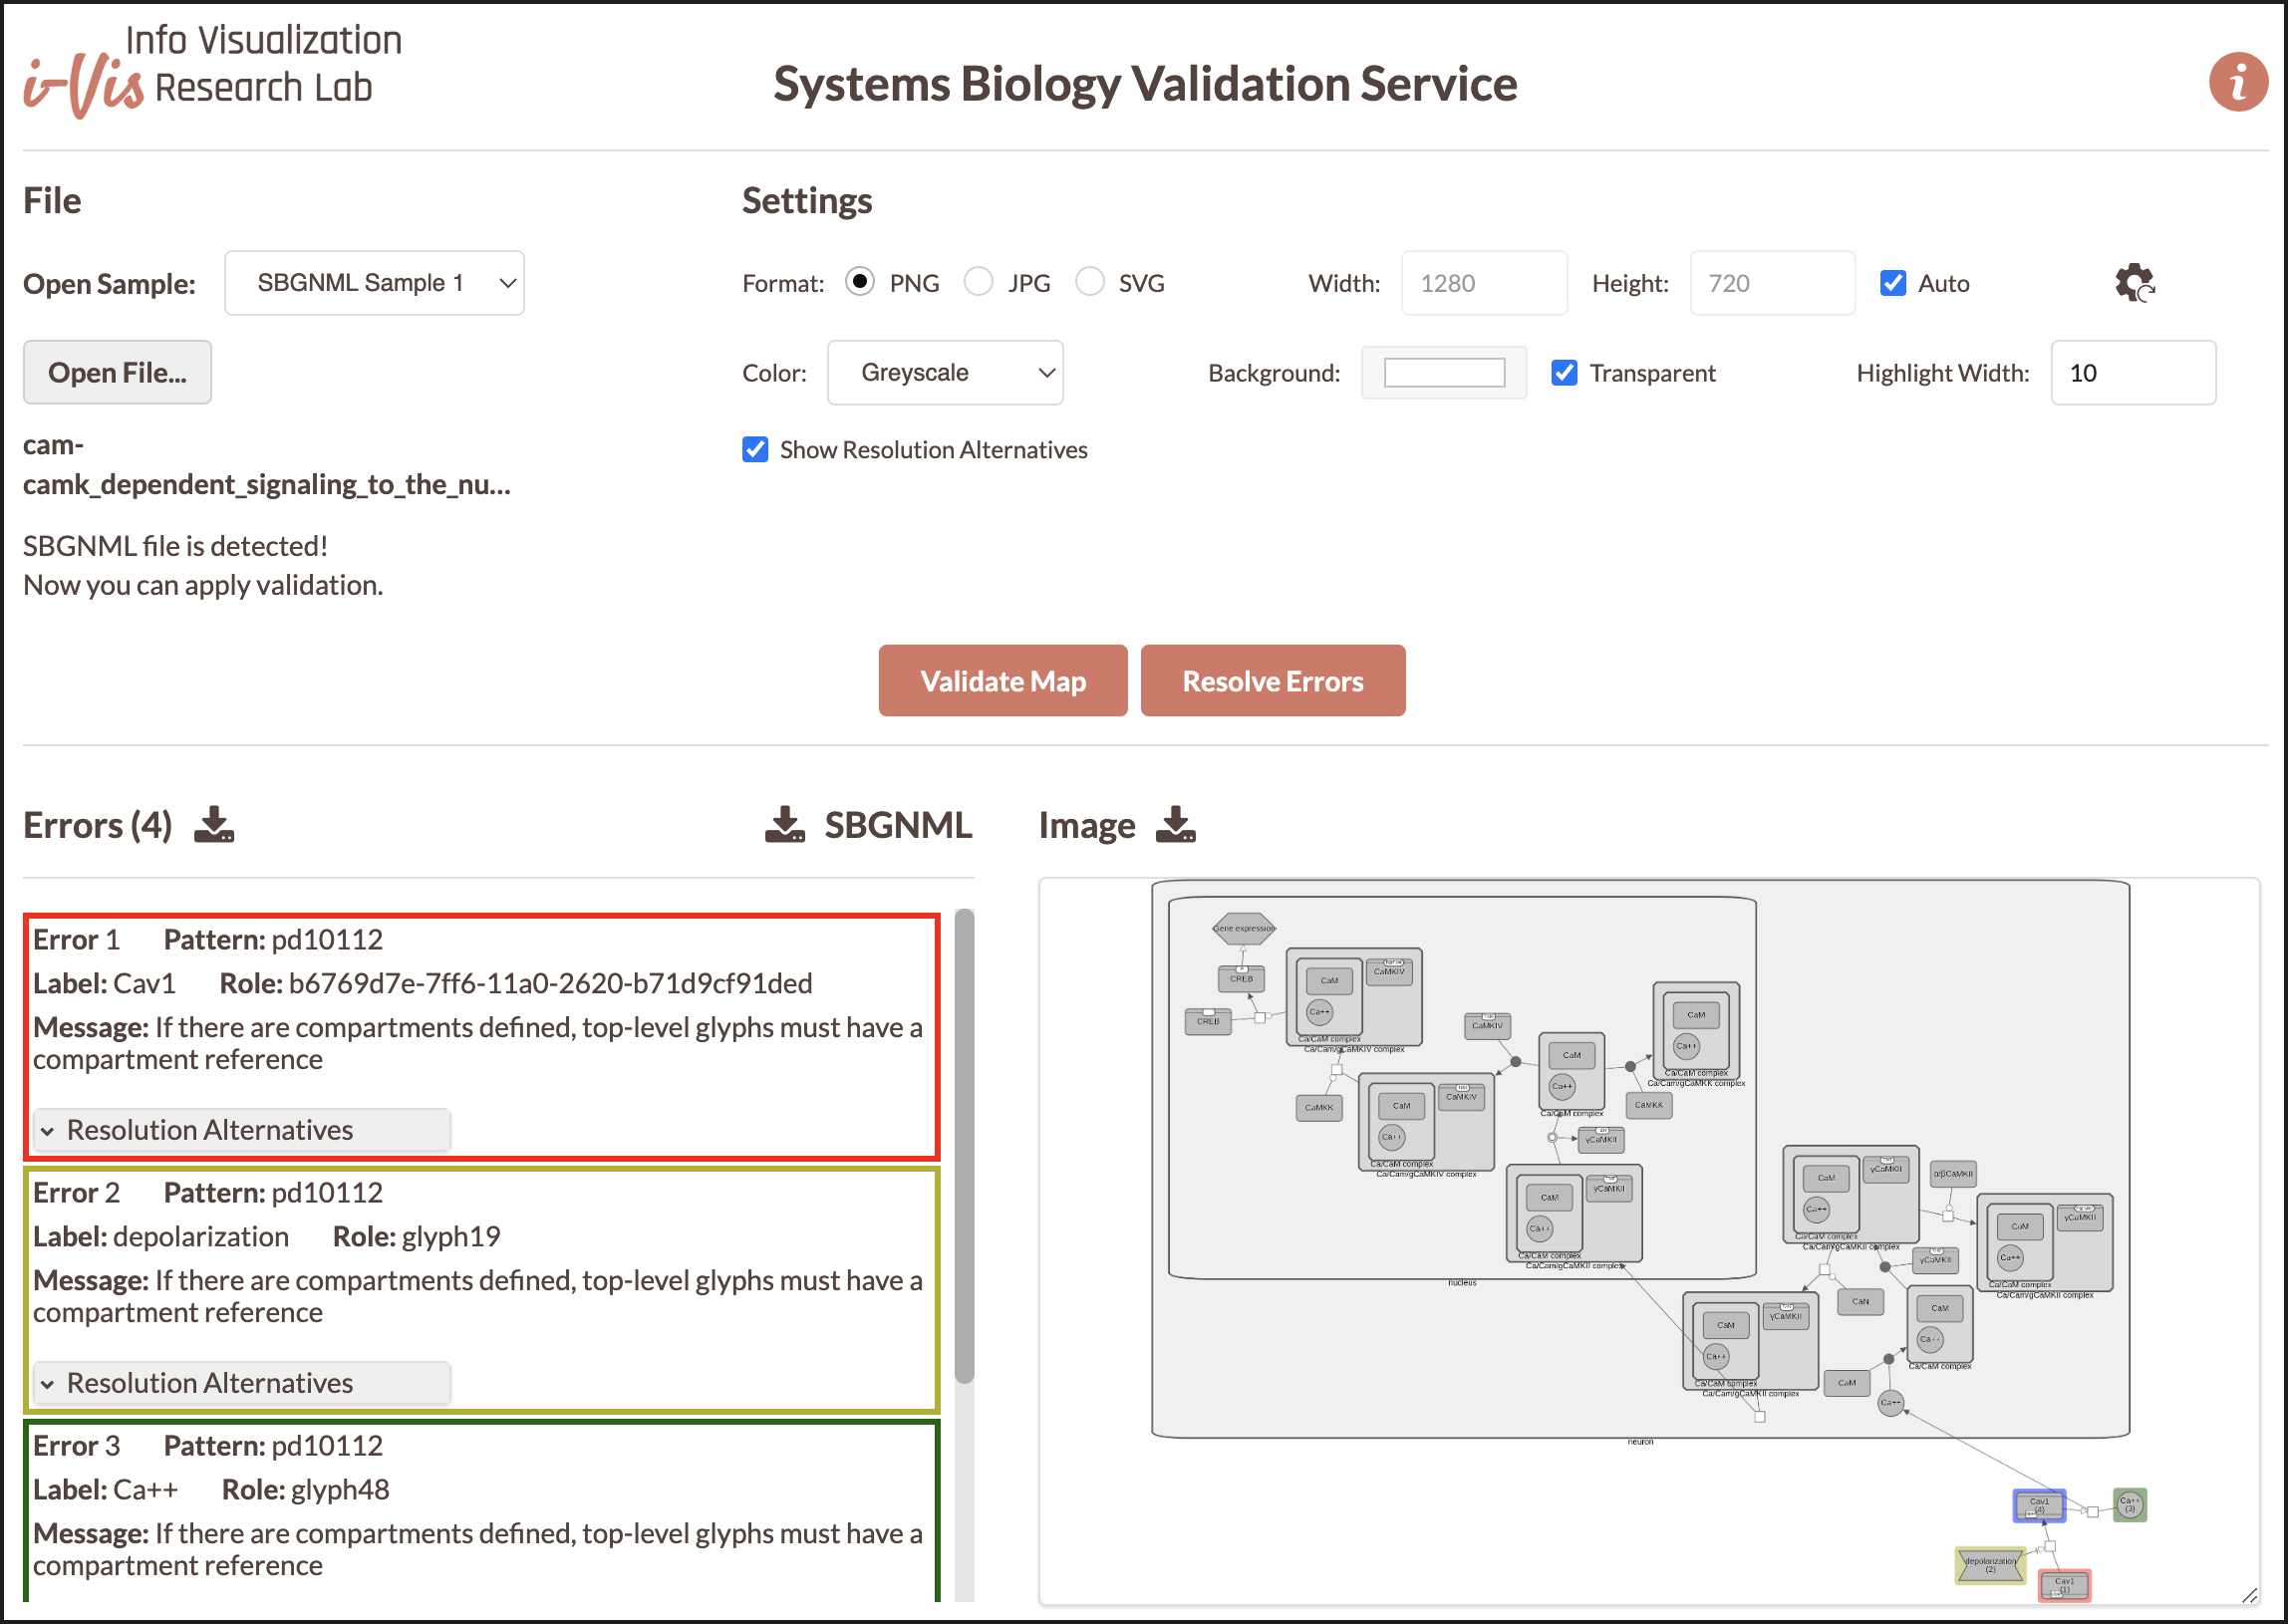 Info Visualization
i-Vis Research Lab
Systems Biology Validation Service
i
File
Settings
Open Sample: SBGNML Sample 1
Format: PNG JPG SVG Width: 1280 Height: 720 Auto
Open File...
Color: Greyscale Background: Transparent Highlight Width: 10
cam-
camk_dependent_signaling_to_the_nu...
Show Resolution Alternatives
SBGNML file is detected!
Now you can apply validation.
Validate Map Resolve Errors
Errors (4) SBGNML Image
Error 1 Pattern: pd10112
Label: Cav1 Role: b6769d7e-7ff6-11a0-2620-b71d9cf91ded
Message: If there are compartments defined, top-level glyphs must have a
compartment reference
Resolution Alternatives
Error 2 Pattern: pd10112
Label: depolarization Role: glyph19
Message: If there are compartments defined, top-level glyphs must have a
compartment reference
Resolution Alternatives
Error 3 Pattern: pd10112
Label: Ca++ Role: glyph48
Message: If there are compartments defined, top-level glyphs must have a
compartment reference
Gene expression
CREB
CREB
CaM
CaMKIV
Ca++
Ca/CaM complex
Ca/Cam/gCaMKIV complex
CaMKIV
CaM
Ca++
Ca/CaM complex
CaM
Ca++
Ca/CaM complex
Ca/Cam/gCaMKK complex
CaMKK
CaMKK
CaM
CaMKIV
Ca++
Ca/CaM complex
Ca/Cam/gCaMKIV complex
γCaMKII
CaM
γCaMKII
Ca++
Ca/CaM complex
Ca/Cam/gCaMKII complex
nucleus
CaM
γCaMKII
Ca++
Ca/CaM complex
Ca/Cam/gCaMKII complex
α/βCaMKII
CaM
γCaMKII
Ca++
Ca/CaM complex
Ca/Cam/gCaMKII complex
γCaMKII
CaN
CaM
Ca++
Ca/CaM complex
CaM
γCaMKII
Ca++
Ca/CaM complex
Ca/Cam/gCaMKII complex
CaM
Ca++
neuron
Cav1
(4)
Ca++
(3)
depolarization
(2)
Cav1
(1)